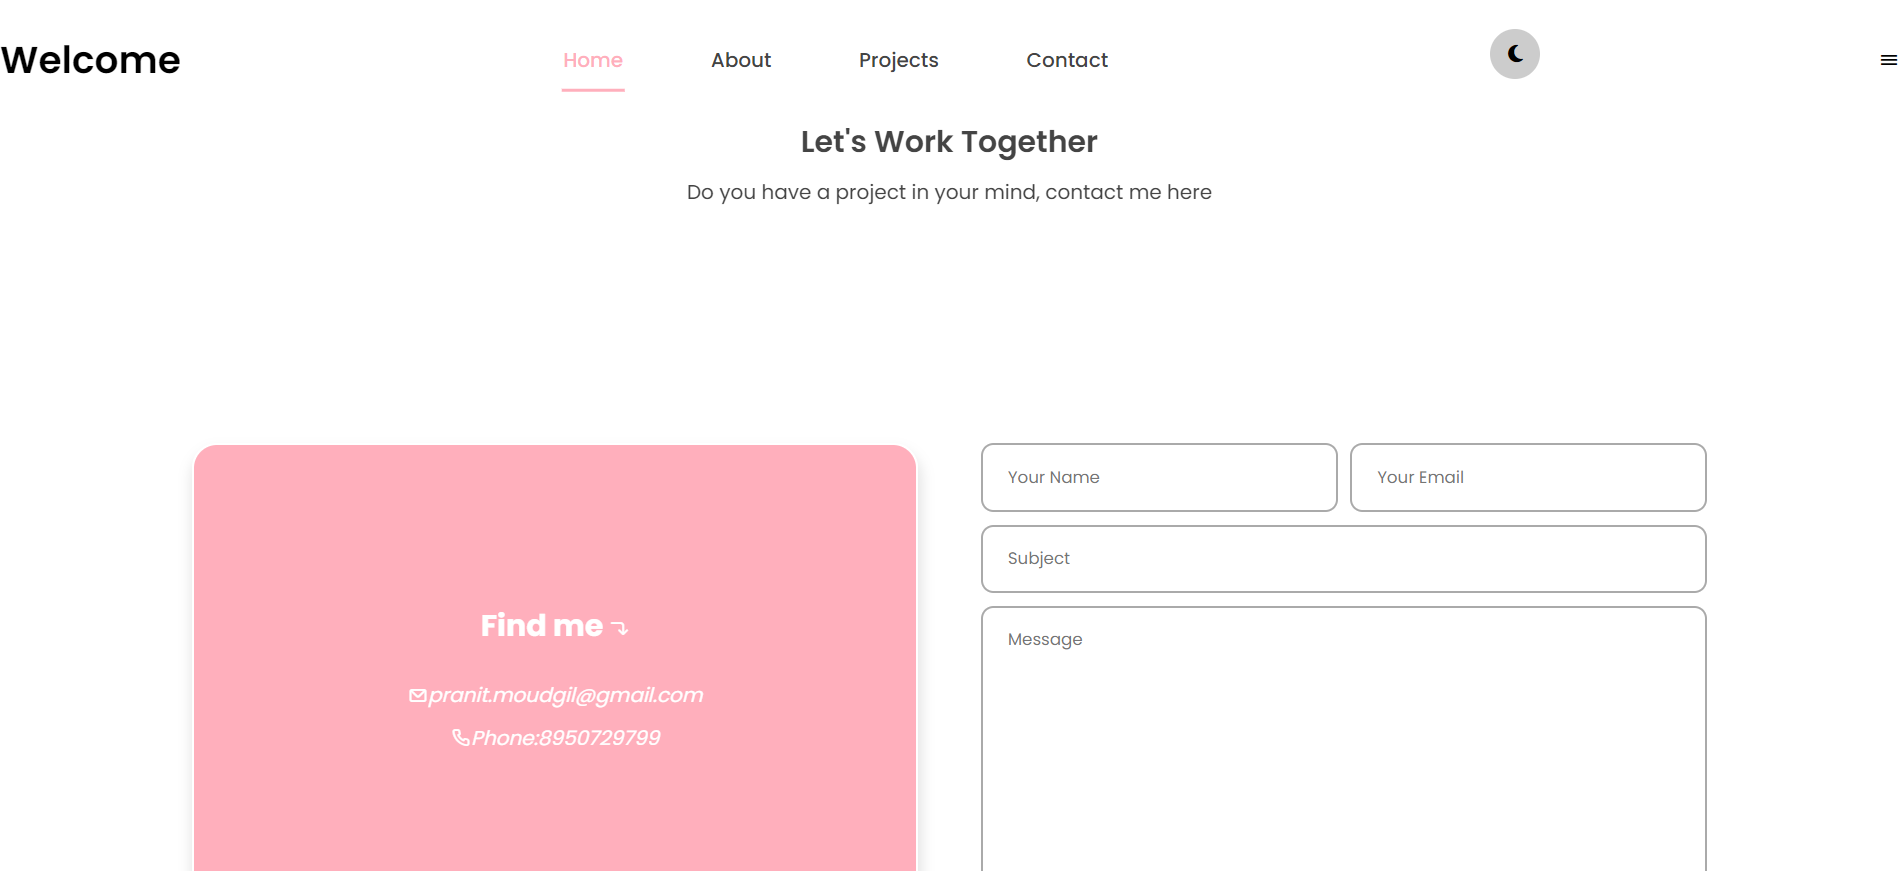 Welcome
Home About Projects Contact
Let's Work Together
Do you have a project in your mind, contact me here
Find me
pranit.moudgil@gmail.com
Phone:8950729799
Your Name Your Email
Subject
Message